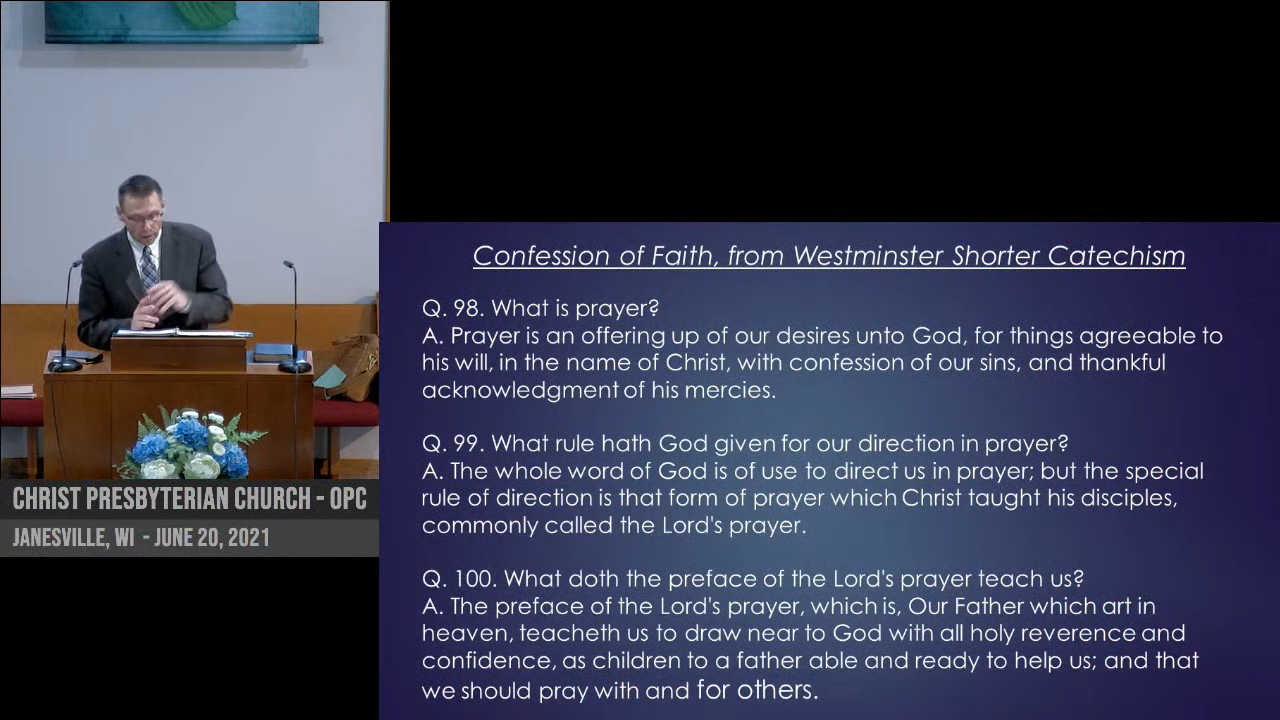 CHRIST PRESBYTERIAN CHURCH - OPC
JANESVILLE, WI - JUNE 20, 2021
Confession of Faith, from Westminster Shorter Catechism
Q. 98. What is prayer?
A. Prayer is an offering up of our desires unto God, for things agreeable to
his will, in the name of Christ, with confession of our sins, and thankful
acknowledgment of his mercies.
Q. 99. What rule hath God given for our direction in prayer?
A. The whole word of God is of use to direct us in prayer; but the special
rule of direction is that form of prayer which Christ taught his disciples,
commonly called the Lord's prayer.
Q. 100. What doth the preface of the Lord's prayer teach us?
A. The preface of the Lord's prayer, which is, Our Father which art in
heaven, teacheth us to draw near to God with all holy reverence and
confidence, as children to a father able and ready to help us; and that
we should pray with and for others.